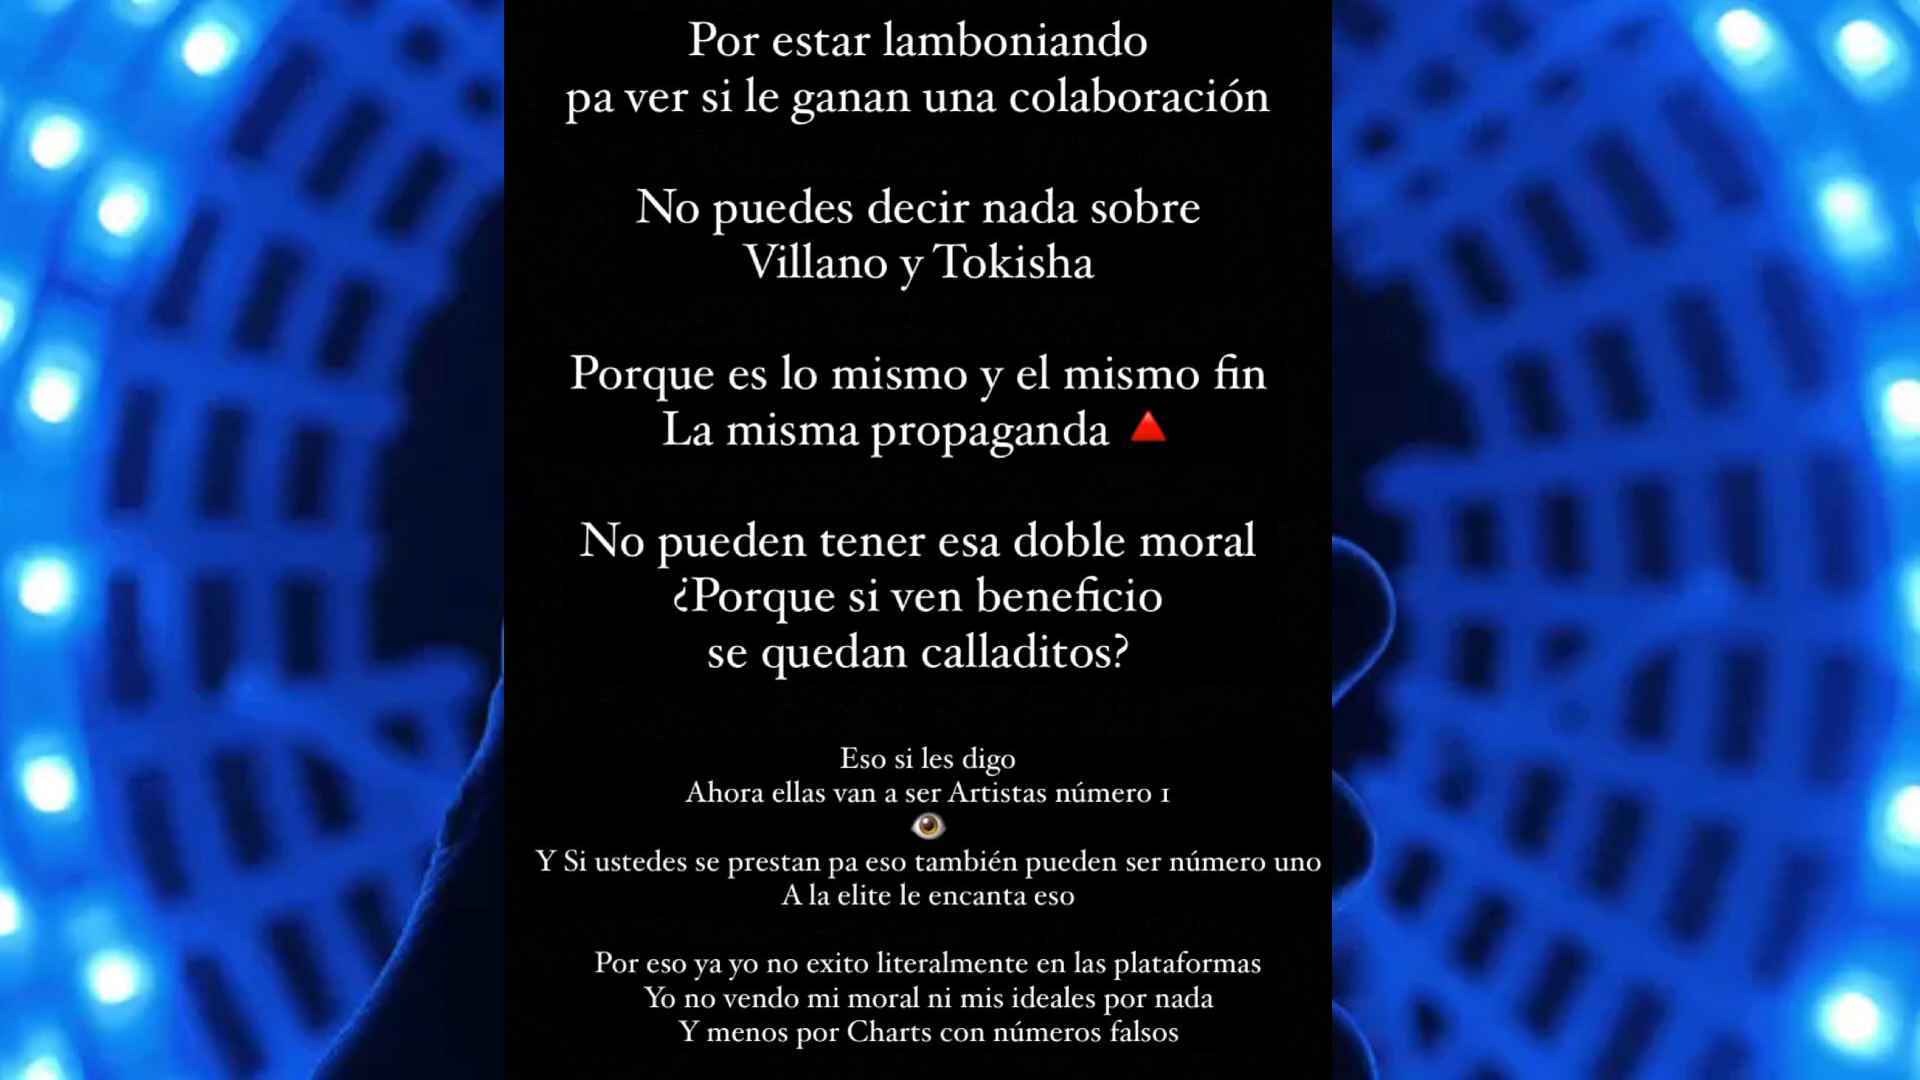 Por estar lamboniando
pa ver si le ganan una colaboración
No puedes decir nada sobre
Villano y Tokisha
Porque es lo mismo y el mismo fin
La misma propaganda 🔺
No pueden tener esa doble moral
¿Porque si ven beneficio
se quedan calladitos?
Eso si les digo
Ahora ellas van a ser Artistas número 1
👁️
Y Si ustedes se prestan pa eso también pueden ser número uno
A la elite le encanta eso
Por eso ya yo no exito literalmente en las plataformas
Yo no vendo mi moral ni mis ideales por nada
Y menos por Charts con números falsos